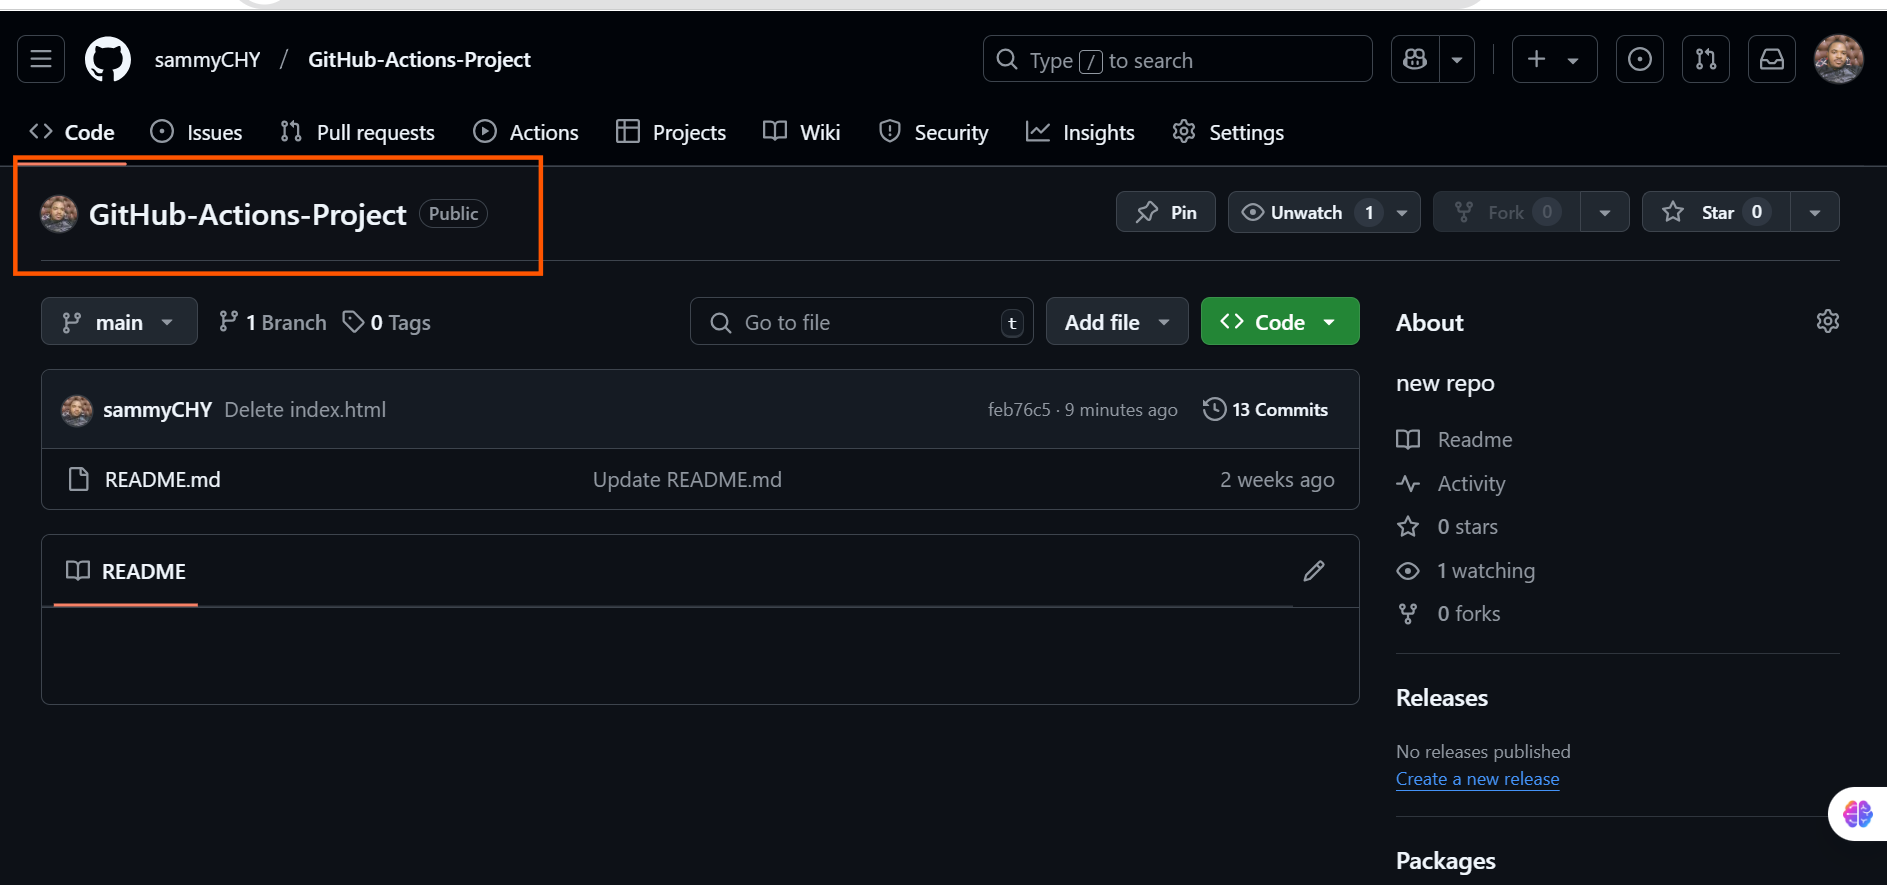 sammyCHY / GitHub-Actions-Project
Type / to search
Code Issues Pull requests Actions Projects Wiki Security Insights Settings
GitHub-Actions-Project Public
Pin Unwatch 1 Fork 0 Star 0
main 1 Branch 0 Tags Go to file t Add file Code
sammyCHY Delete index.html feb76c5 · 9 minutes ago 13 Commits
README.md Update README.md 2 weeks ago
README
About
new repo
Readme
Activity
0 stars
1 watching
0 forks
Releases
No releases published
Create a new release
Packages